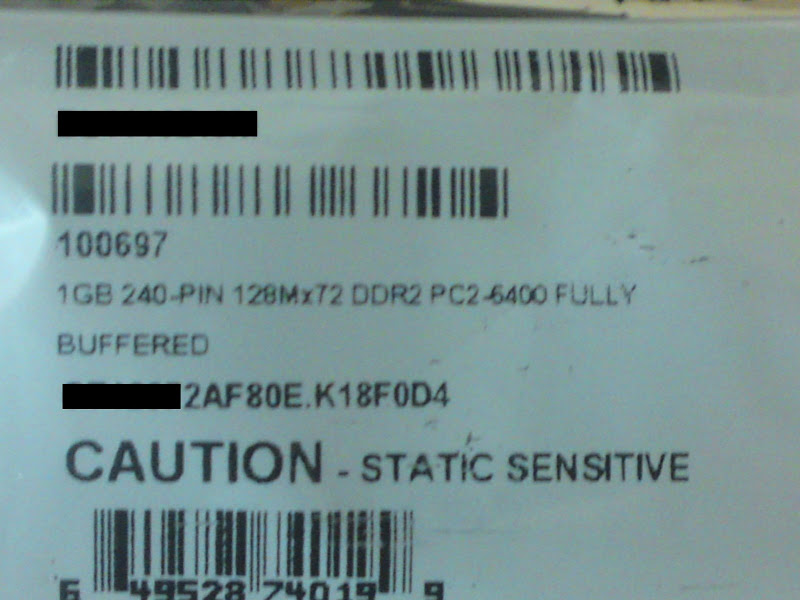 100697
1GB 240-PIN 128Mx72 DDR2 PC2-6400 FULLY
BUFFERED
2AF80E.K18F0D4
CAUTION - STATIC SENSITIVE
6 49528 74019 9